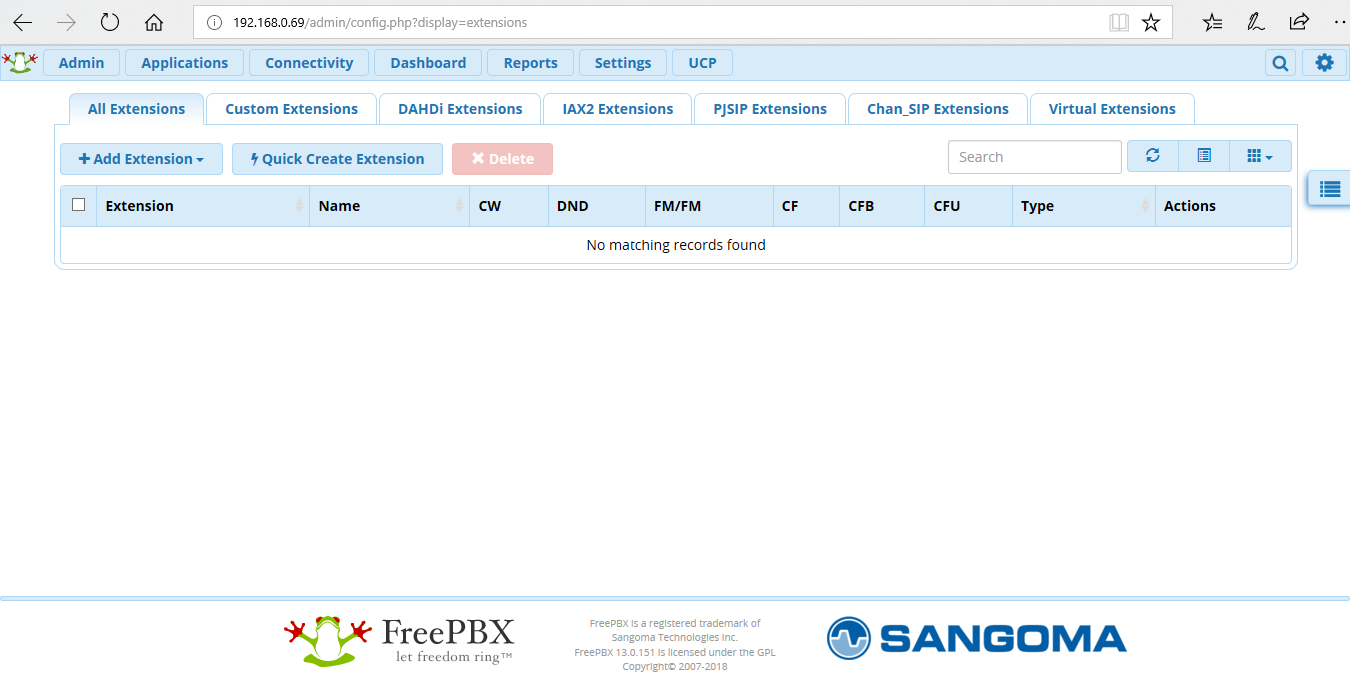 192.168.0.69/admin/config.php?display=extensions
Admin Applications Connectivity Dashboard Reports Settings UCP
All Extensions Custom Extensions DAHDi Extensions IAX2 Extensions PJSIP Extensions Chan_SIP Extensions Virtual Extensions
Add Extension Quick Create Extension Delete Search
Extension Name CW DND FM/FM CF CFB CFU Type Actions
No matching records found
FreePBX
let freedom ring™
FreePBX is a registered trademark of
Sangoma Technologies Inc.
FreePBX 13.0.151 is licensed under the GPL
Copyright© 2007-2018
SANGOMA